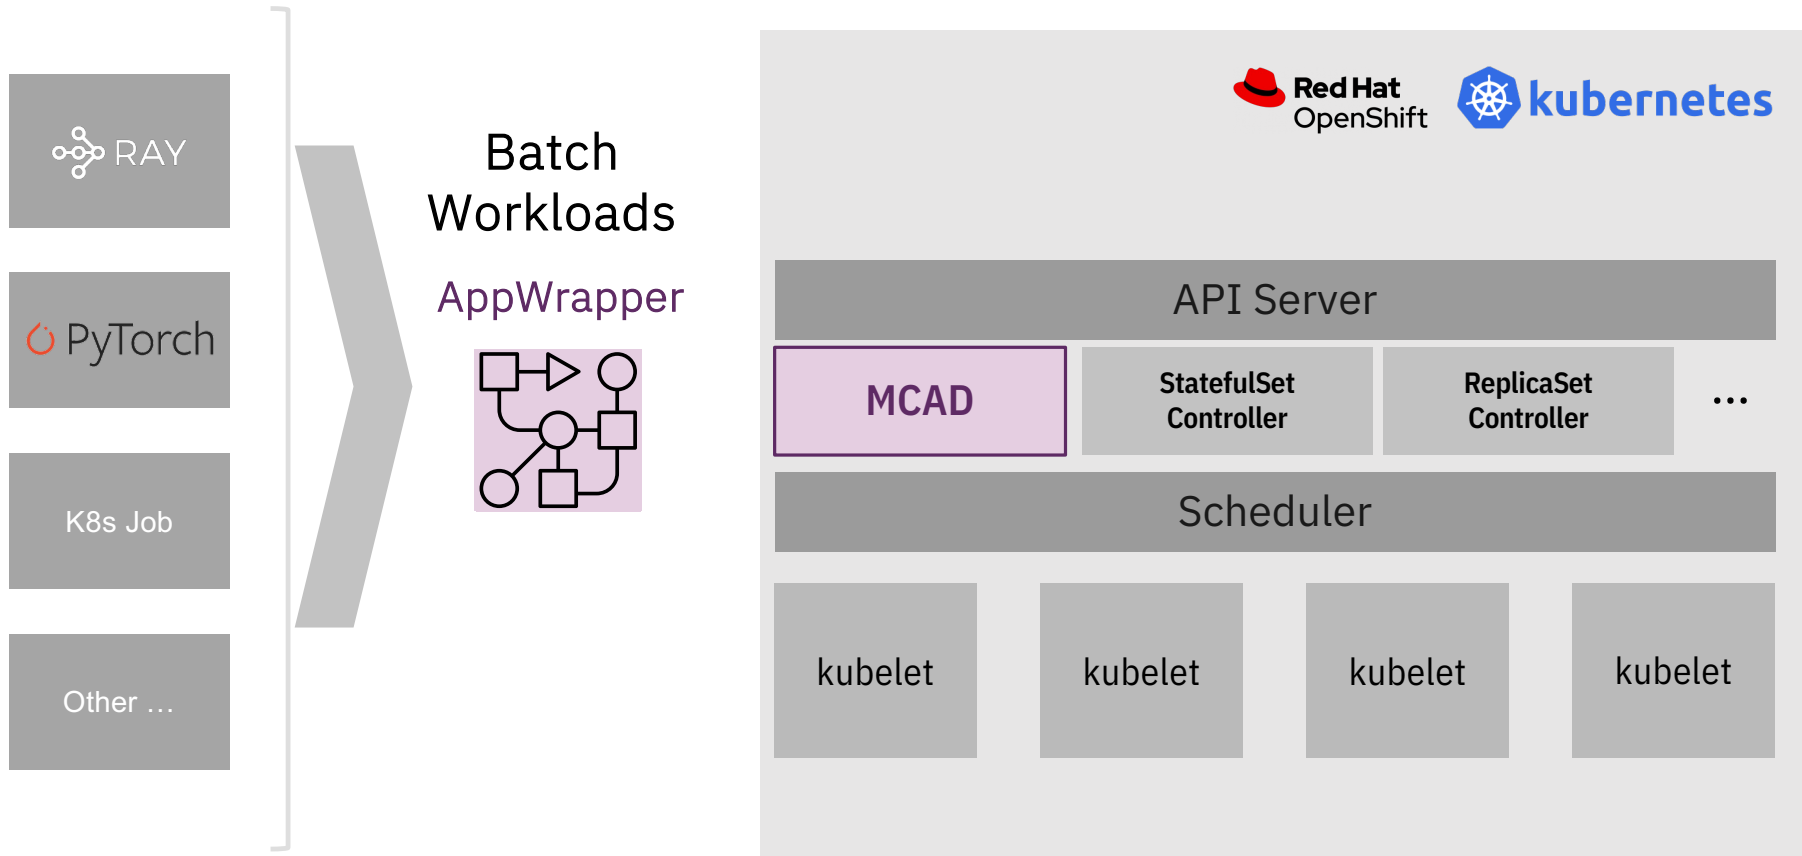 RAY
PyTorch
K8s Job
Other ...
Batch
Workloads
AppWrapper
Red Hat
OpenShift
kubernetes
API Server
MCAD
StatefulSet
Controller
ReplicaSet
Controller
...
Scheduler
kubelet
kubelet
kubelet
kubelet